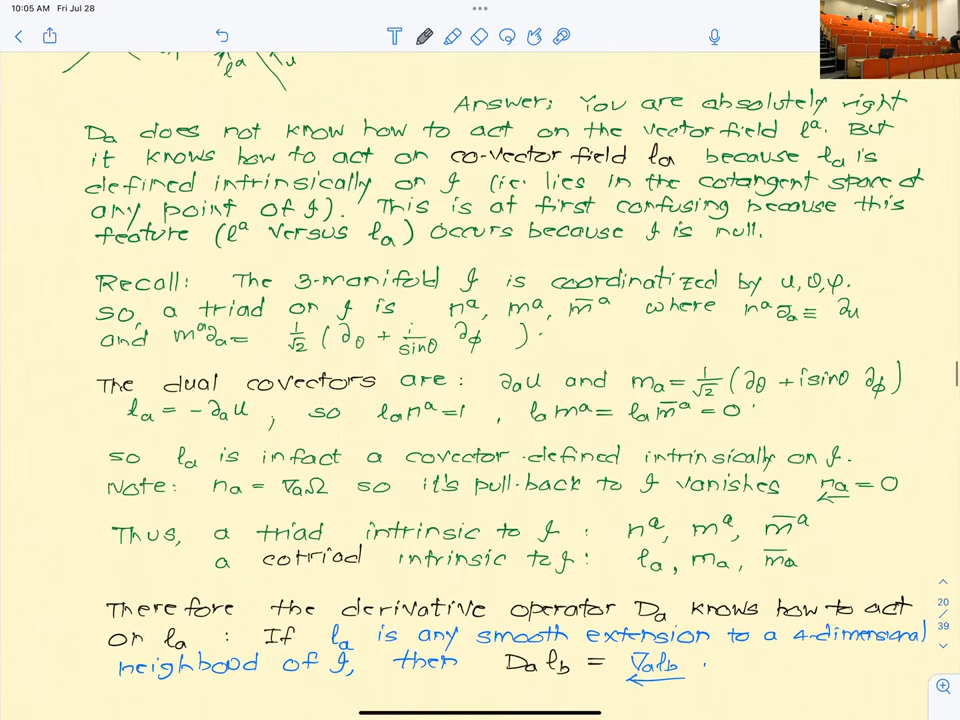 10:05 AM Fri Jul 28
lᵃ u
Answer: You are absolutely right
Da does not know how to act on the vector field lᵃ. But
it knows how to act on co-vector field la because la is
defined intrinsically on ℐ (i.e. lies in the cotangent space of
any point of ℐ). This is at first confusing because this
feature (lᵃ versus la) occurs because ℐ is null.
Recall: The 3-manifold ℐ is coordinatized by u, θ, φ.
So, a triad on ℐ is nᵃ, mᵃ, m̄ᵃ where nᵃ∂a ≡ ∂u
and mᵃ∂a = 1/√2 (∂θ + i/sinθ ∂φ).
The dual covectors are: ∂au and ma = 1/√2 (∂θ + i sinθ ∂φ)
la = -∂au, so lanᵃ=1, lamᵃ = lam̄ᵃ = 0.
so la is infact a covector defined intrinsically on ℐ.
Note: na = ∇aΩ so it's pull-back to ℐ vanishes na = 0
Thus, a triad intrinsic to ℐ : nᵃ, mᵃ, m̄ᵃ
a cotriad intrinsic to ℐ: la, ma, m̄a
Therefore the derivative operator Da knows how to act
on la : If la is any smooth extension to a 4-dimensional
neighbood of ℐ, then Da lb = ∇alb.
20
/
39